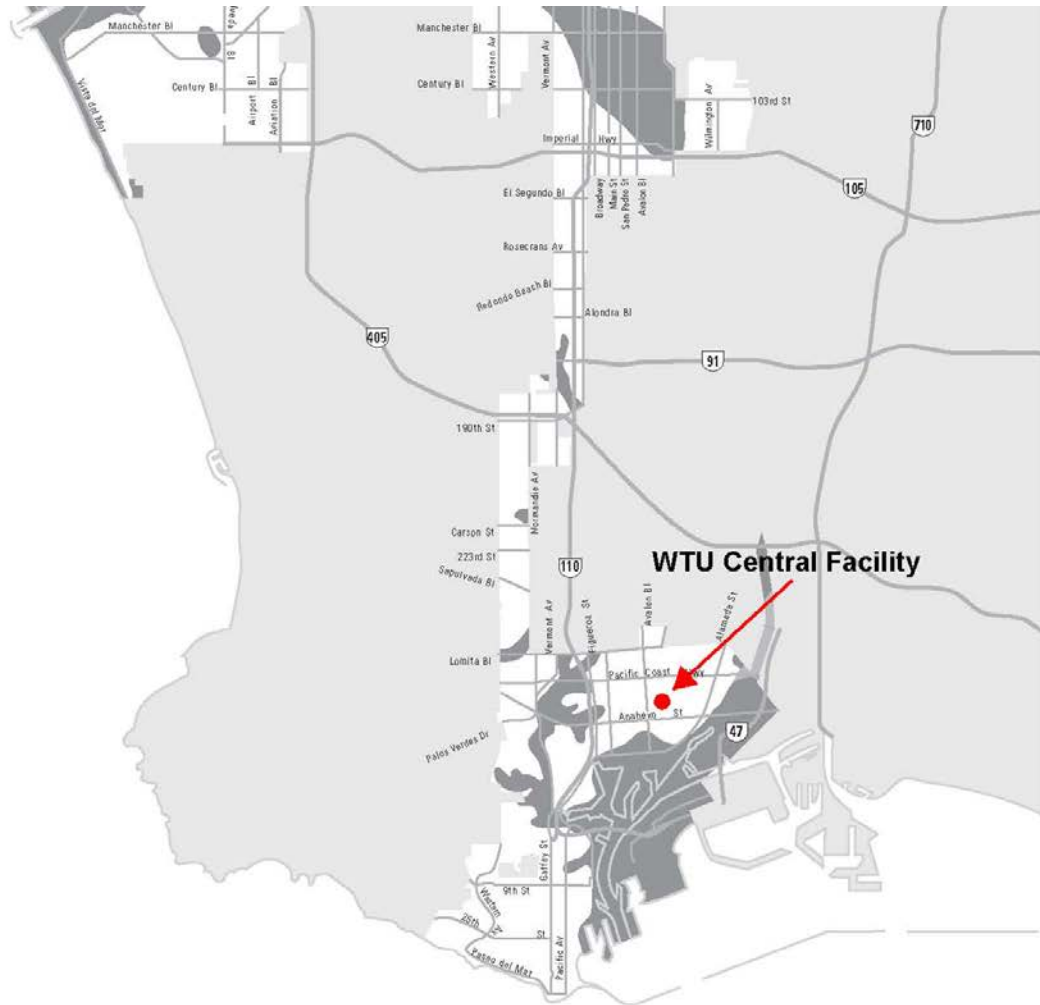 Manchester Bl
Century Bl
Airport Bl
Aviation Bl
Vista del Mar
Manchester Bl
Western Av
Vermont Av
Century Bl
103rd St
Wilmington Av
Imperial Hwy
710
105
El Segundo Bl
Broadway
Main St
San Pedro St
Avalon Bl
Rosecrans Av
Redondo Beach Bl
Alondra Bl
405
91
190th St
Normandie Av
Carson St
223rd St
Sepulveda Bl
110
WTU Central Facility
Vermont Av
Figueroa St
Avalon Bl
Alameda St
Lomita Bl
Pacific Coast Hwy
Anaheim St
47
Palos Verdes Dr
Gaffey St
9th St
Western Av
25th St
Paseo del Mar
Pacific Av